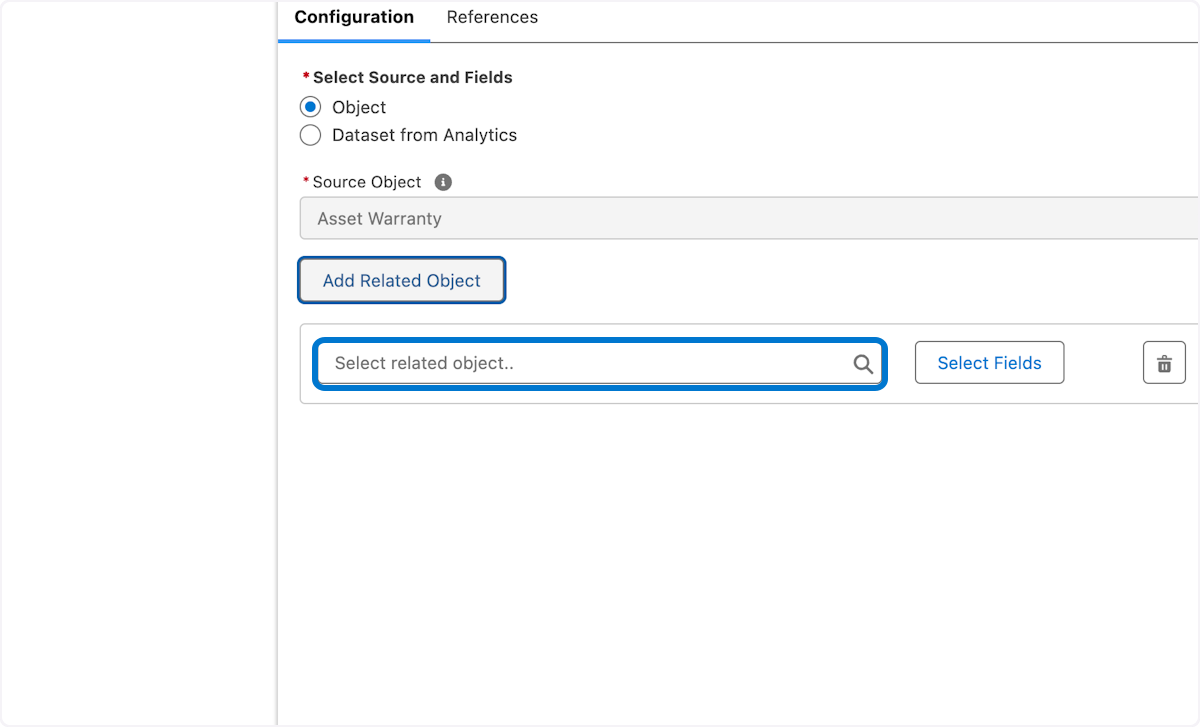 Configuration References
* Select Source and Fields
Object
Dataset from Analytics
* Source Object
Asset Warranty
Add Related Object
Select related object.. Select Fields